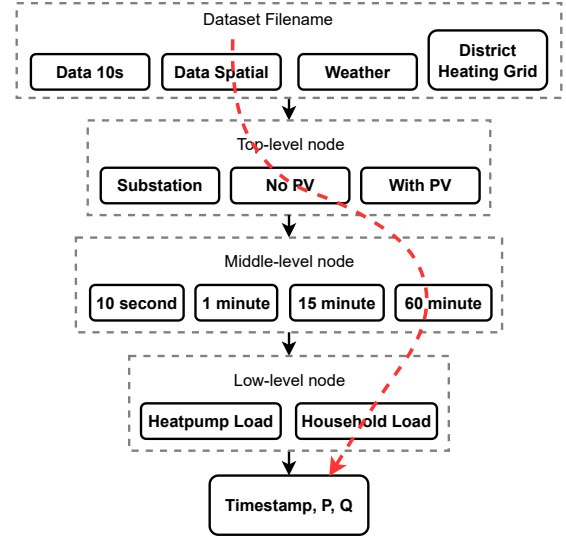 Dataset Filename
Data 10s
Data Spatial
Weather
District
Heating Grid
Top-level node
Substation
No PV
With PV
Middle-level node
10 second
1 minute
15 minute
60 minute
Low-level node
Heatpump Load
Household Load
Timestamp, P, Q